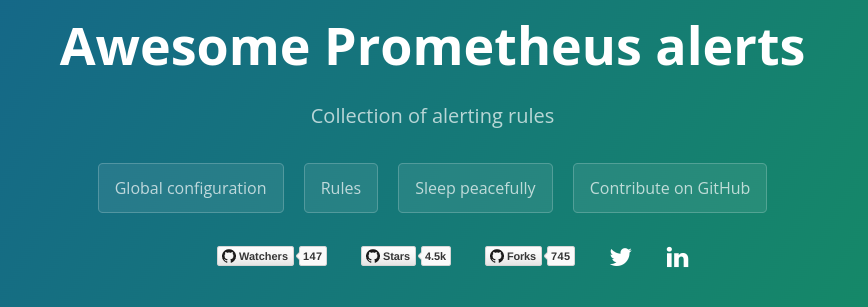 Awesome Prometheus alerts
Collection of alerting rules
Global configuration Rules Sleep peacefully Contribute on GitHub
Watchers 147 Stars 4.5k Forks 745